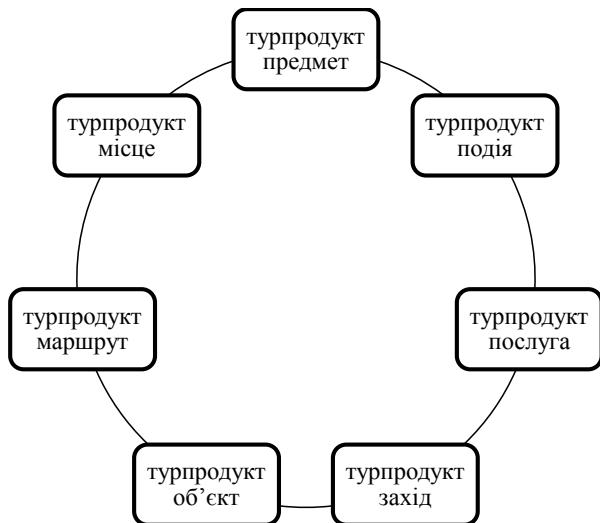 турпродукт
предмет
турпродукт
подія
турпродукт
послуга
турпродукт
захід
турпродукт
об’єкт
турпродукт
маршрут
турпродукт
місце